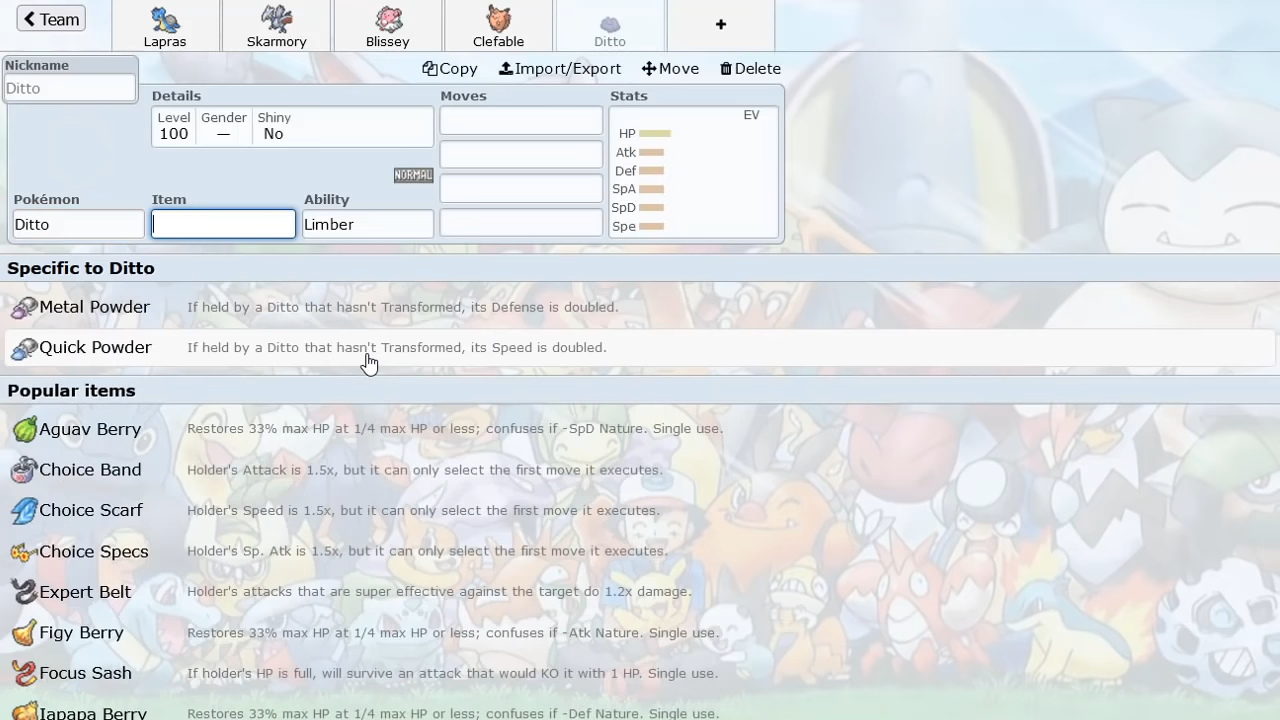 Team
Lapras
Skarmory
Blissey
Clefable
Ditto
+
Nickname
Ditto
Copy
Import/Export
Move
Delete
Details
Moves
Stats
Level
Gender
Shiny
100
—
No
EV
HP
Atk
Def
SpA
SpD
Spe
NORMAL
Pokémon
Item
Ability
Ditto
Limber
Specific to Ditto
Metal Powder If held by a Ditto that hasn't Transformed, its Defense is doubled.
Quick Powder If held by a Ditto that hasn't Transformed, its Speed is doubled.
Popular items
Aguav Berry Restores 33% max HP at 1/4 max HP or less; confuses if -SpD Nature. Single use.
Choice Band Holder's Attack is 1.5x, but it can only select the first move it executes.
Choice Scarf Holder's Speed is 1.5x, but it can only select the first move it executes.
Choice Specs Holder's Sp. Atk is 1.5x, but it can only select the first move it executes.
Expert Belt Holder's attacks that are super effective against the target do 1.2x damage.
Figy Berry Restores 33% max HP at 1/4 max HP or less; confuses if -Atk Nature. Single use.
Focus Sash If holder's HP is full, will survive an attack that would KO it with 1 HP. Single use.
Iapapa Berry Restores 33% max HP at 1/4 max HP or less; confuses if -Def Nature. Single use.